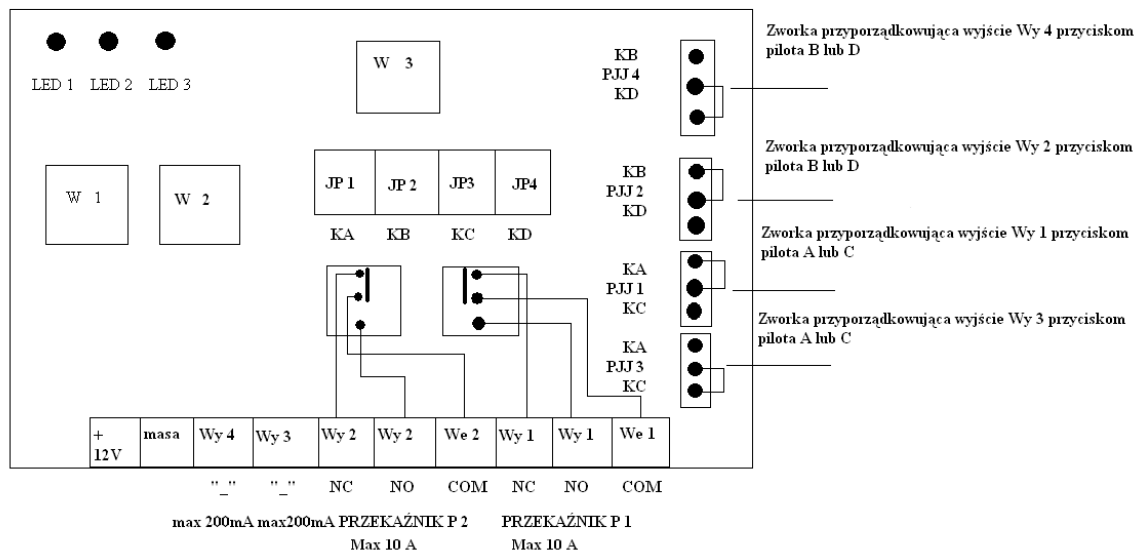 LED 1 LED 2 LED 3
W 3
W 1
W 2
JP 1 JP 2 JP3 JP4
KA KB KC KD
KB
PJJ 4
KD
Zworka przyporządkowująca wyjście Wy 4 przyciskom
pilota B lub D
KB
PJJ 2
KD
Zworka przyporządkowująca wyjście Wy 2 przyciskom
pilota B lub D
KA
PJJ 1
KC
Zworka przyporządkowująca wyjście Wy 1 przyciskom
pilota A lub C
KA
PJJ 3
KC
Zworka przyporządkowująca wyjście Wy 3 przyciskom
pilota A lub C
+
12V
masa Wy 4 Wy 3 Wy 2 Wy 2 We 2 Wy 1 Wy 1 We 1
"_" "_" NC NO COM NC NO COM
max 200mA max200mA PRZEKAŹNIK P 2 PRZEKAŹNIK P 1
Max 10 A Max 10 A